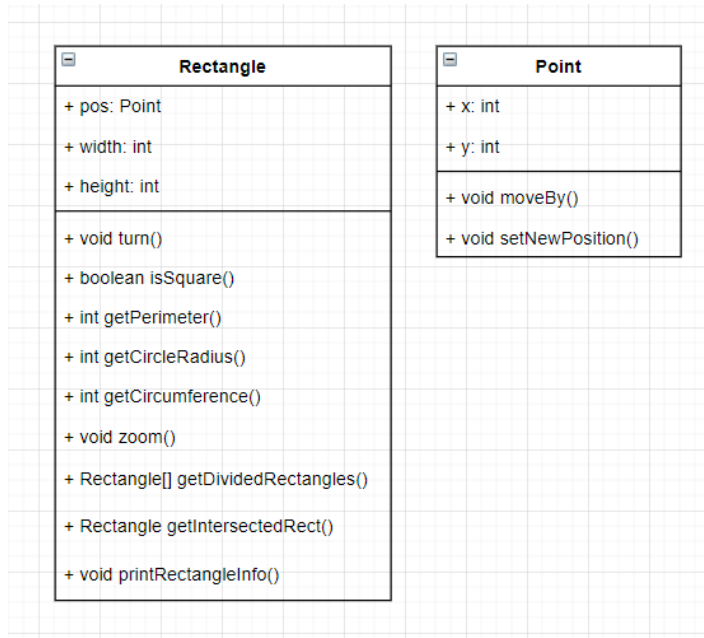 Rectangle
+ pos: Point
+ width: int
+ height: int
+ void turn()
+ boolean isSquare()
+ int getPerimeter()
+ int getCircleRadius()
+ int getCircumference()
+ void zoom()
+ Rectangle[] getDividedRectangles()
+ Rectangle getIntersectedRect()
+ void printRectangleInfo()
Point
+ x: int
+ y: int
+ void moveBy()
+ void setNewPosition()